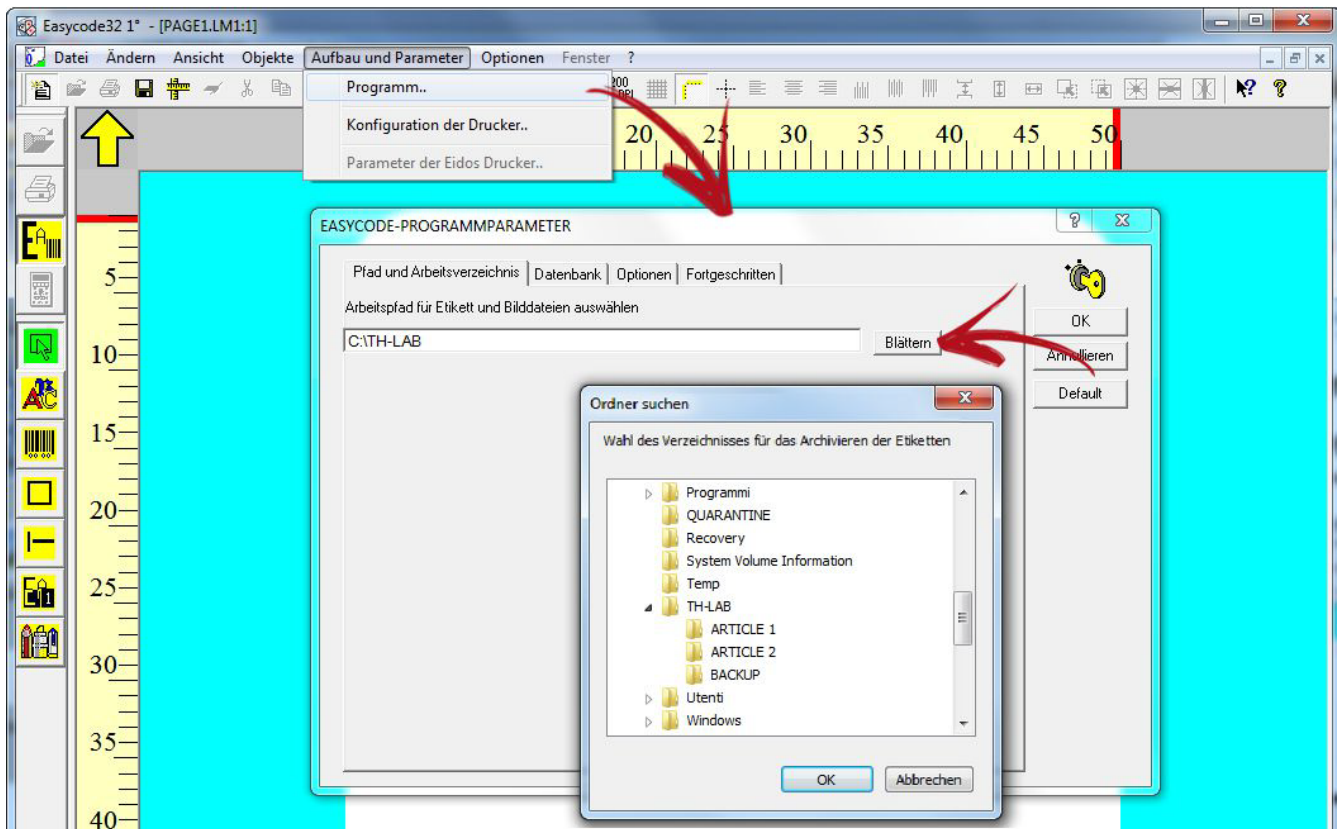 Easycode32 1° - [PAGE1.LM1:1]
Datei Ändern Ansicht Objekte Aufbau und Parameter Optionen Fenster ?
Programm..
Konfiguration der Drucker..
Parameter der Eidos Drucker..
20 25 30 35 40 45 50
EASYCODE-PROGRAMMPARAMETER
Pfad und Arbeitsverzeichnis Datenbank Optionen Fortgeschritten
Arbeitspfad für Etikett und Bilddateien auswählen
C:\TH-LAB
Blättern
OK
Annullieren
Default
Ordner suchen
Wahl des Verzeichnisses für das Archivieren der Etiketten
Programmi
QUARANTINE
Recovery
System Volume Information
Temp
TH-LAB
ARTICLE 1
ARTICLE 2
BACKUP
Utenti
Windows
OK Abbrechen
5
10
15
20
25
30
35
40